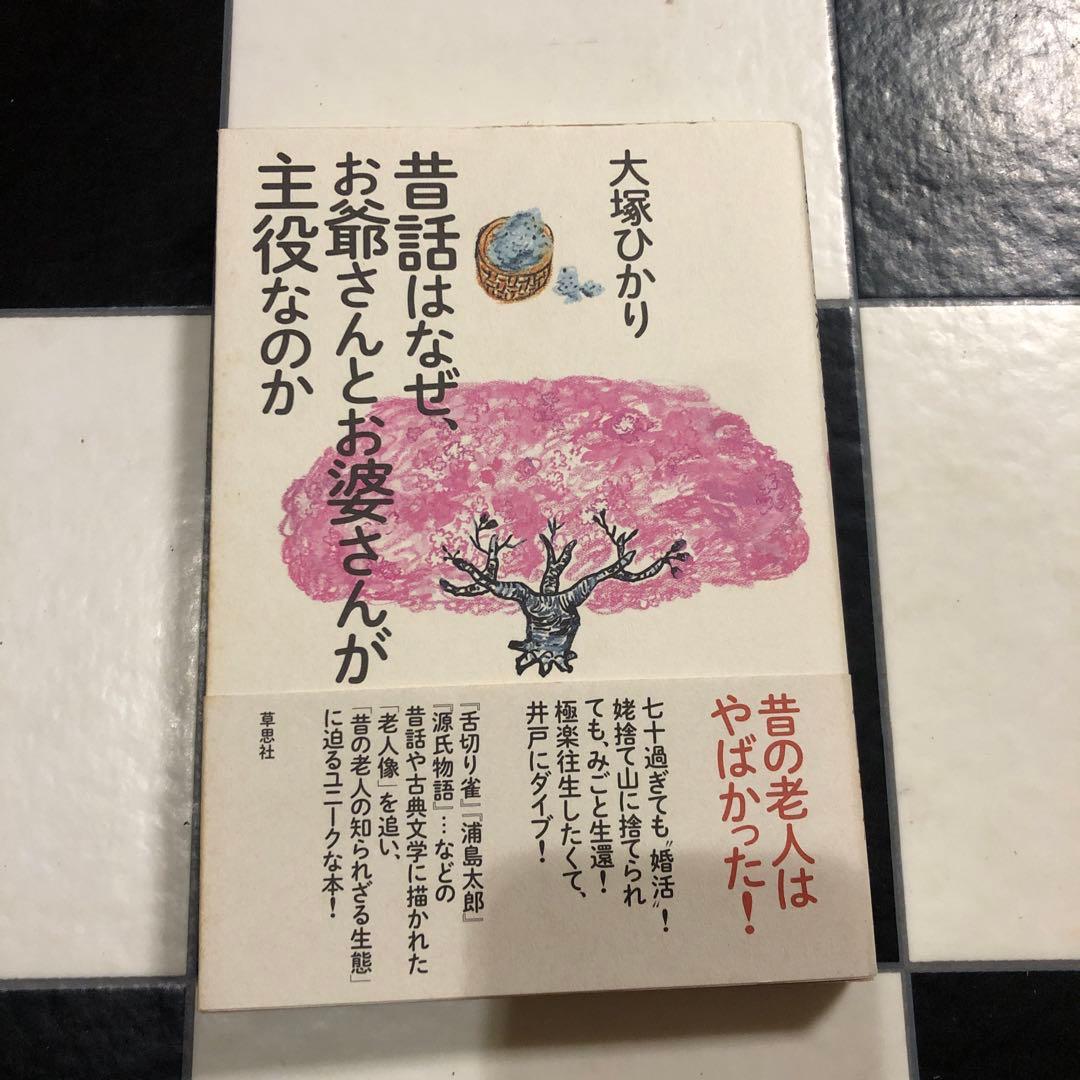 大塚ひかり
昔話はなぜ、
お爺さんとお婆さんが
主役なのか
昔の老人は
やばかった！
七十過ぎても〝婚活〟！
姥捨て山に捨てられ
ても、みごと生還！
極楽往生したくて、
井戸にダイブ！
『舌切り雀』『浦島太郎』
『源氏物語』…などの
昔話や古典文学に描かれた
「老人像」を追い、
「昔の老人の知られざる生態」
に迫るユニークな本！
草思社